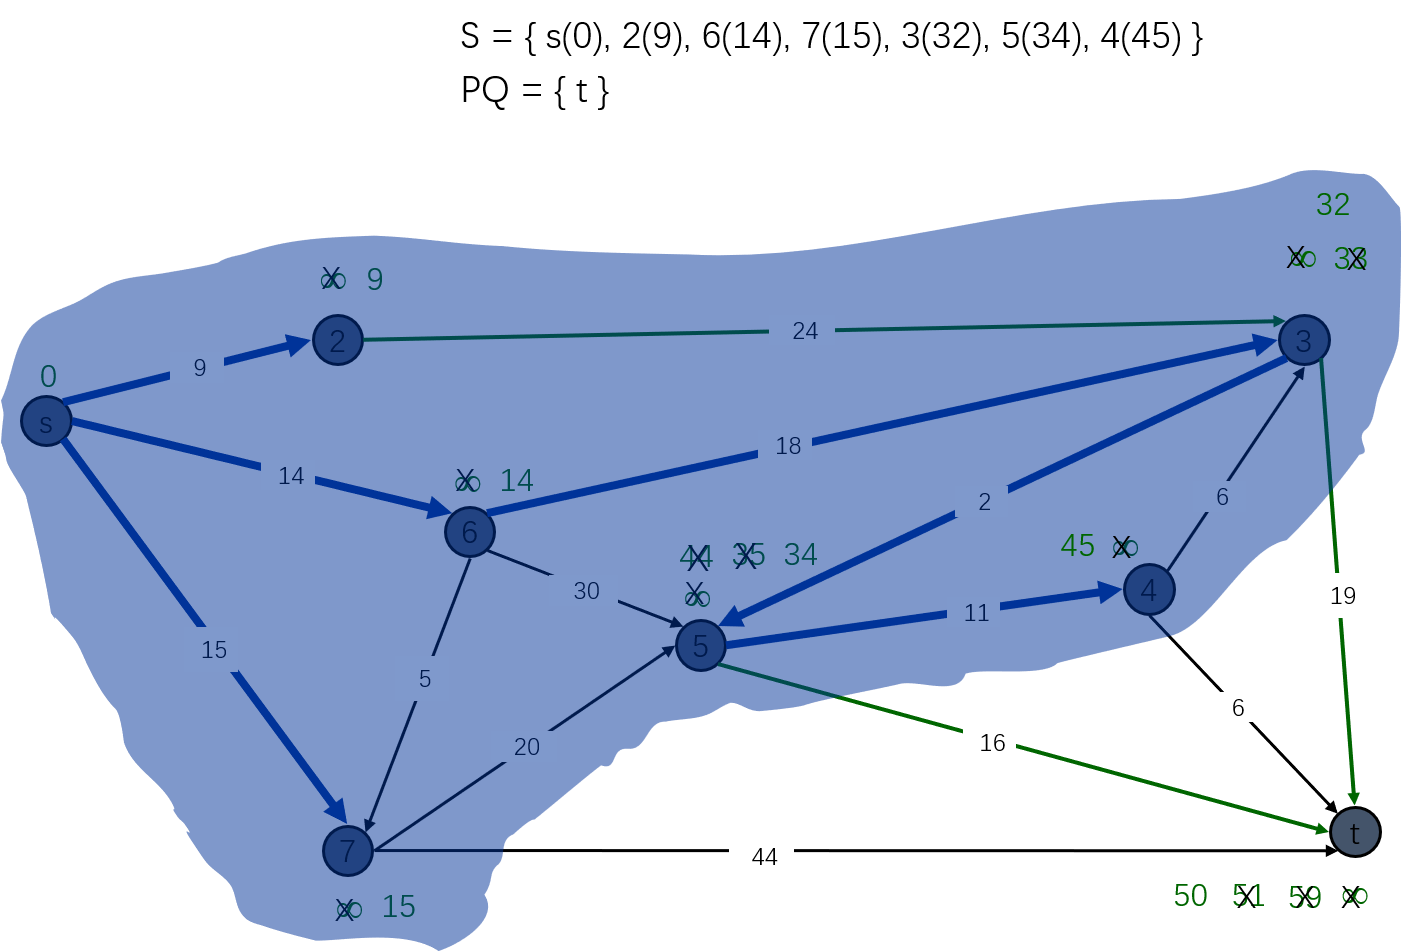 S = { s(0), 2(9), 6(14), 7(15), 3(32), 5(34), 4(45) }
PQ = { t }
32
∞ X 33 X
∞ X 9
2
24
3
9
0
s
18
14
∞ X 14
2
6
6
44 X 35 X 34
45 ∞ X
∞ X
30
4
19
11
5
15
5
6
20
16
t
7
44
50 51 X 59 X ∞ X
∞ X 15